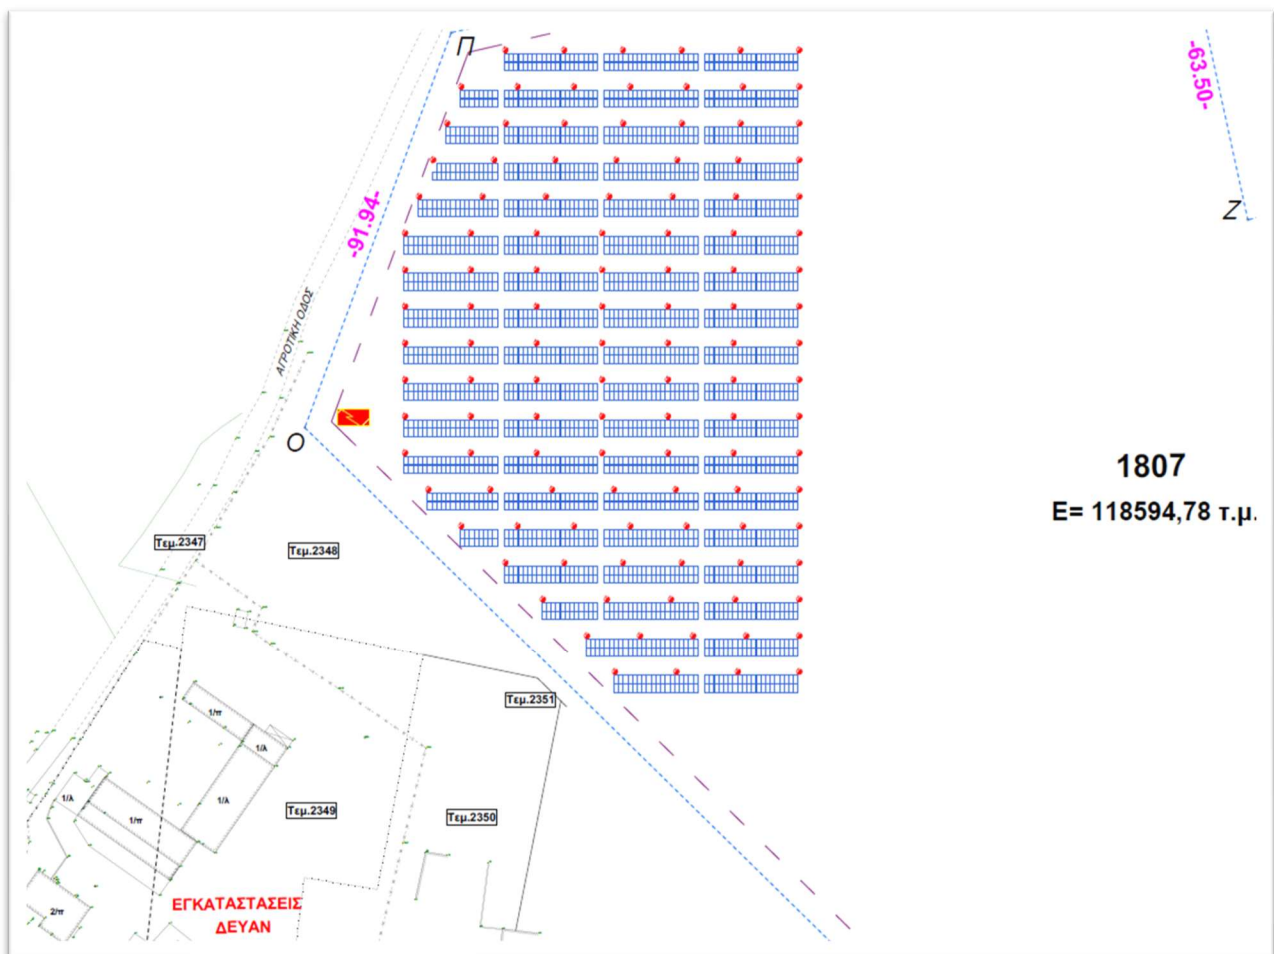 Π
-63.50-
Ζ
-91.94-
ΑΓΡΟΤΙΚΗ ΟΔΟΣ
Ο
1807
Ε= 118594,78 τ.μ.
Τεμ.2347
Τεμ.2348
Τεμ.2351
1/π
1/λ
1/λ
1/λ
1/π
Τεμ.2349
Τεμ.2350
2/π
ΕΓΚΑΤΑΣΤΑΣΕΙΣ
ΔΕΥΑΝ